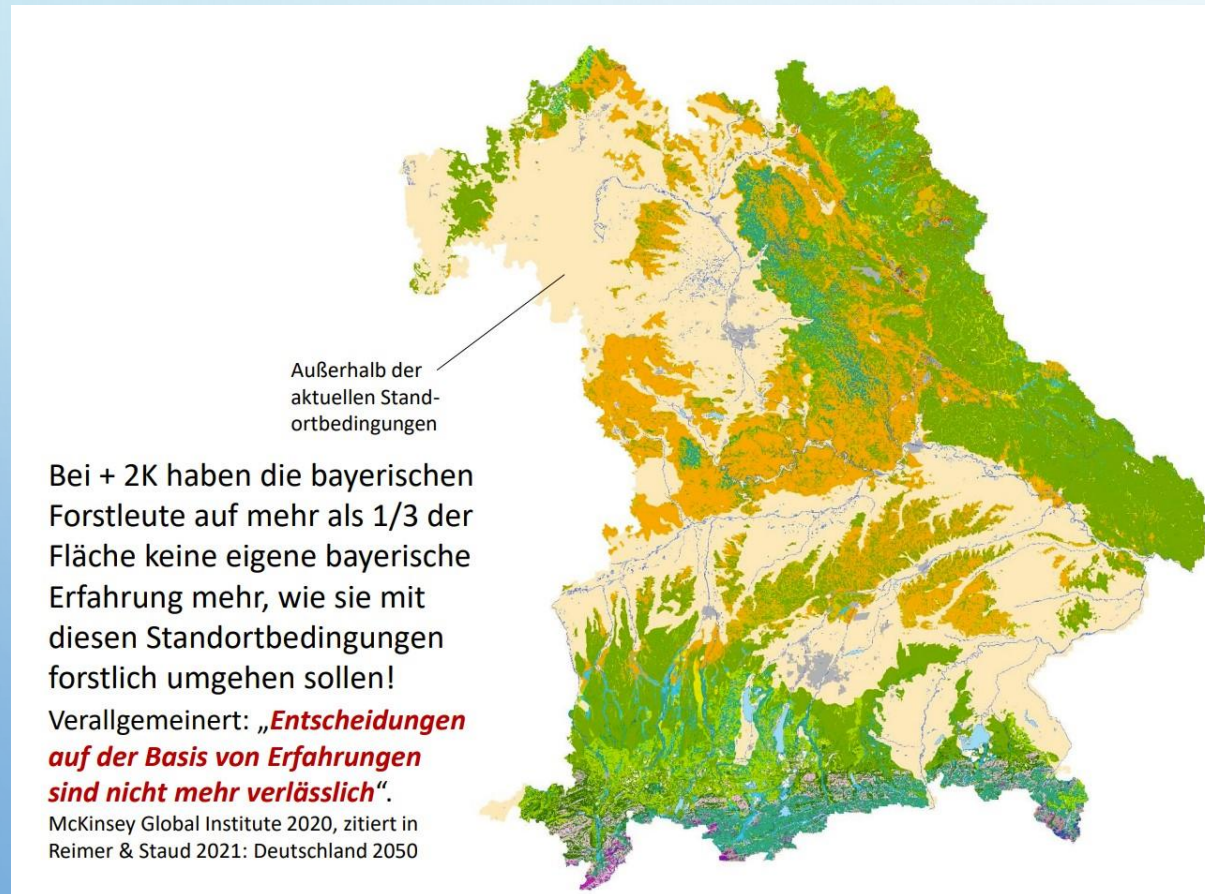 Außerhalb der
aktuellen Stand-
ortbedingungen
Bei + 2K haben die bayerischen
Forstleute auf mehr als 1/3 der
Fläche keine eigene bayerische
Erfahrung mehr, wie sie mit
diesen Standortbedingungen
forstlich umgehen sollen!
Verallgemeinert: „Entscheidungen
auf der Basis von Erfahrungen
sind nicht mehr verlässlich“.
McKinsey Global Institute 2020, zitiert in
Reimer & Staud 2021: Deutschland 2050